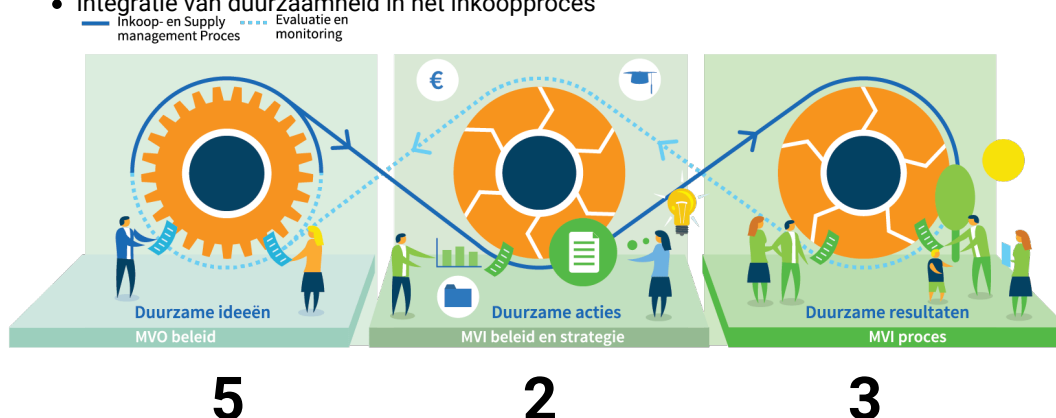 • Integratie van duurzaamheid in het inkoopproces
Inkoop- en Supply
management Proces
Evaluatie en
monitoring
€
Duurzame ideeën
Duurzame acties
Duurzame resultaten
MVO beleid
MVI beleid en strategie
MVI proces
5
2
3